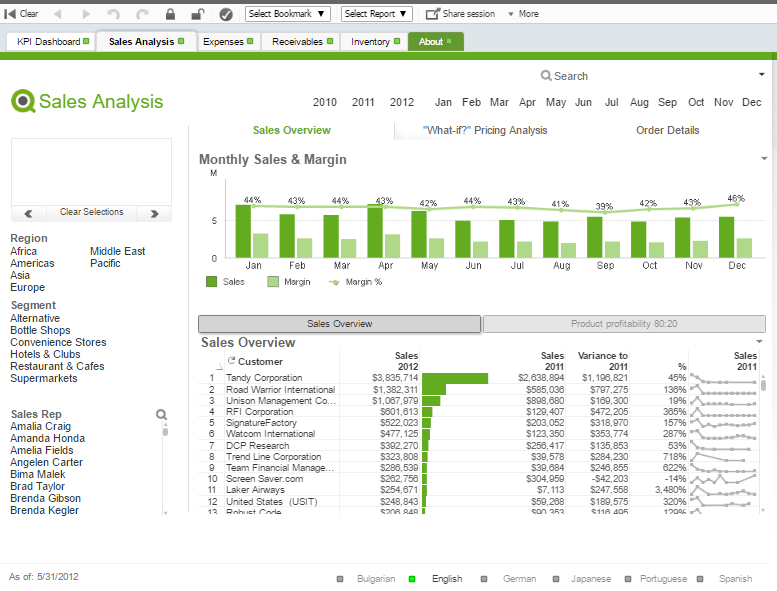 Clear Select Bookmark ▼ Select Report ▼ Share session ▼ More
KPI Dashboard Sales Analysis Expenses Receivables Inventory About
Search
Sales Analysis
2010 2011 2012 Jan Feb Mar Apr May Jun Jul Aug Sep Oct Nov Dec
Sales Overview "What-if?" Pricing Analysis Order Details
Clear Selections
Region
Africa Middle East
Americas Pacific
Asia
Europe
Segment
Alternative
Bottle Shops
Convenience Stores
Hotels & Clubs
Restaurant & Cafes
Supermarkets
Sales Rep
Amalia Craig
Amanda Honda
Amelia Fields
Angelen Carter
Bima Malek
Brad Taylor
Brenda Gibson
Brenda Kegler
Monthly Sales & Margin
M
44% 43% 44% 43% 42% 44% 43% 41% 39% 42% 43% 46%
5
0
Jan Feb Mar Apr May Jun Jul Aug Sep Oct Nov Dec
Sales Margin Margin %
Sales Overview Product profitability 80:20
Sales Overview
Customer Sales 2012 Sales 2011 Variance to 2011 % Sales 2011
1 Tandy Corporation $3,835,714 $2,638,894 $1,196,821 45%
2 Road Warrior International $1,382,311 $585,036 $797,275 136%
3 Unison Management Co... $1,067,979 $898,680 $169,300 19%
4 RFI Corporation $601,613 $129,407 $472,205 365%
5 SignatureFactory $522,023 $203,052 $318,970 157%
6 Watcom International $477,125 $123,350 $353,774 287%
7 DCP Research $392,270 $256,417 $135,853 53%
8 Trend Line Corporation $323,808 $39,578 $284,230 718%
9 Team Financial Manage... $286,539 $39,684 $246,855 622%
10 Screen Saver.com $262,756 $304,959 -$42,203 -14%
11 Laker Airways $254,671 $7,113 $247,558 3,480%
12 United States (USIT) $248,843 $59,268 $189,575 320%
13 Robust Code $206,848 $90,353 $116,495 129%
As of: 5/31/2012
Bulgarian English German Japanese Portuguese Spanish